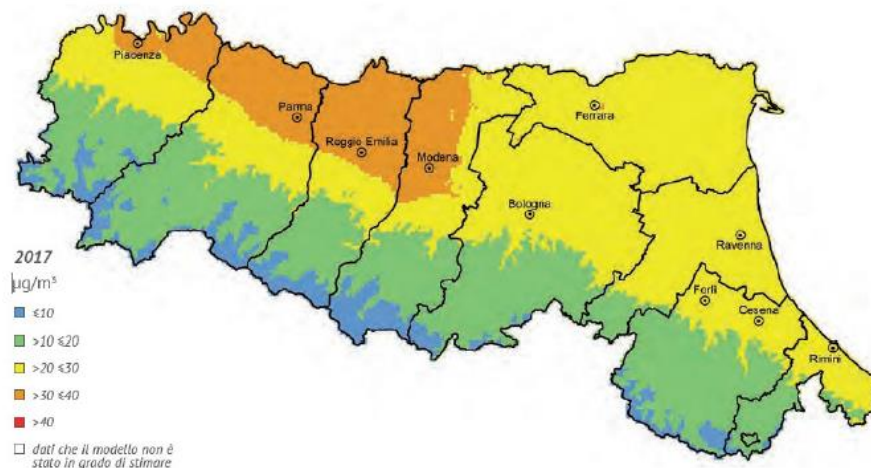 Piacenza
Parma
Reggio Emilia
Modena
Ferrara
Bologna
Ravenna
Forlì
Cesena
Rimini
2017
µg/m³
≤10
>10 ≤20
>20 ≤30
>30 ≤40
>40
dati che il modello non è
stato in grado di stimare